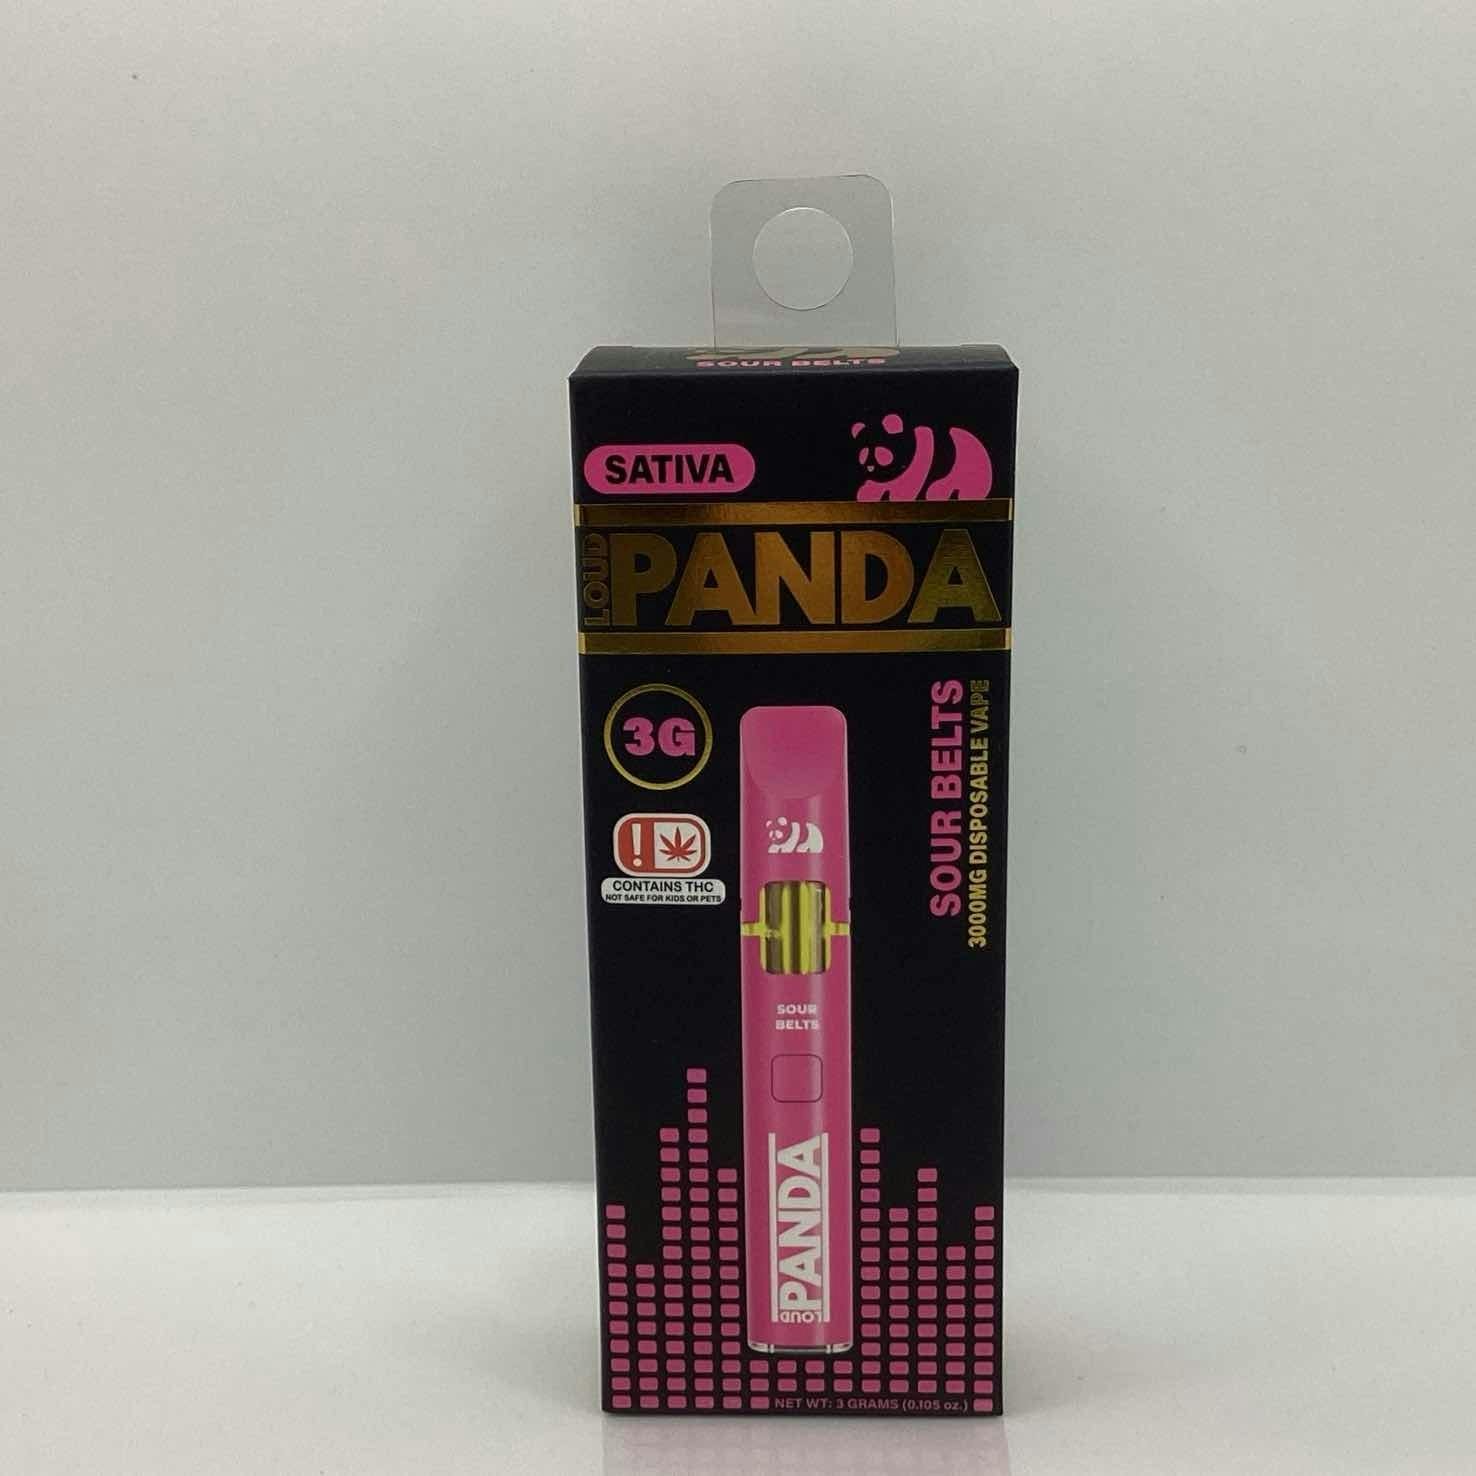 SOUR BELTS
SATIVA
LOUD
PANDA
3G
SOUR BELTS
3000MG DISPOSABLE VAPE
!
CONTAINS THC
NOT SAFE FOR KIDS OR PETS
SOUR
BELTS
LOUD
PANDA
NET WT: 3 GRAMS (0.105 oz.)